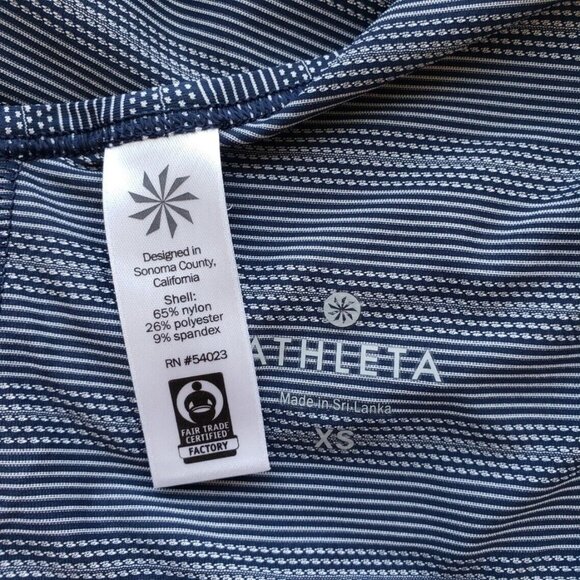 Designed in
Sonoma County,
California
Shell:
65% nylon
26% polyester
9% spandex
RN #54023
FAIR TRADE
CERTIFIED
FACTORY
ATHLETA
Made in Sri Lanka
XS